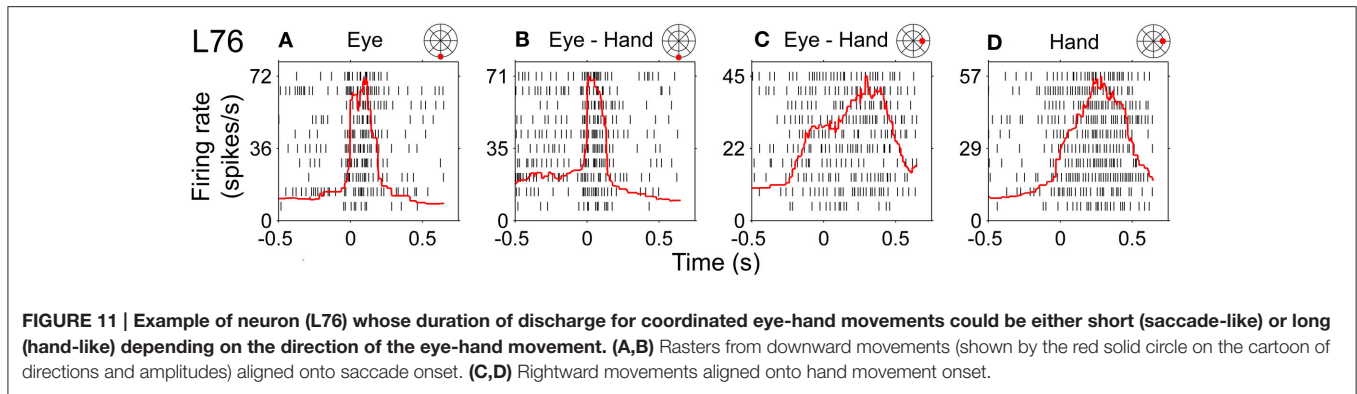 L76 A Eye B Eye - Hand C Eye - Hand D Hand
72 71 45 57
36 35 22 29
0 0 0 0
-0.5 0 0.5 -0.5 0 0.5 -0.5 0 0.5 -0.5 0 0.5
Firing rate
(spikes/s)
Time (s)
FIGURE 11 | Example of neuron (L76) whose duration of discharge for coordinated eye-hand movements could be either short (saccade-like) or long
(hand-like) depending on the direction of the eye-hand movement. (A,B) Rasters from downward movements (shown by the red solid circle on the cartoon of
directions and amplitudes) aligned onto saccade onset. (C,D) Rightward movements aligned onto hand movement onset.